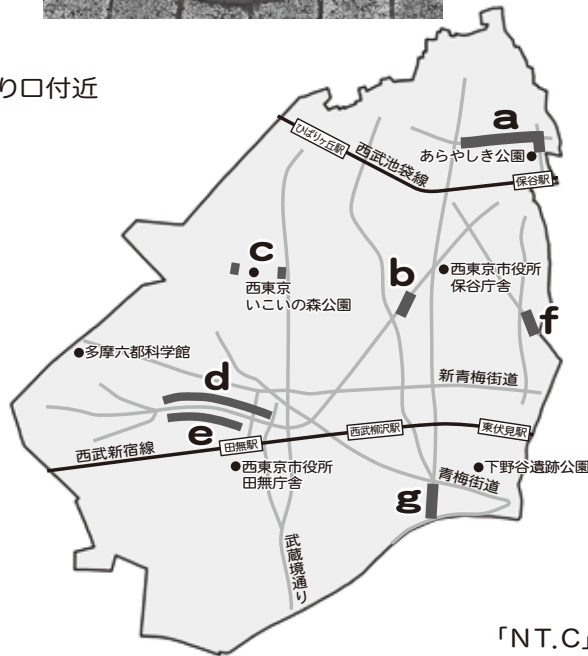 り口付近
a
ひばりヶ丘駅
西武池袋線
あらやしき公園
保谷駅
c
西東京
いこいの森公園
b
西東京市役所
保谷庁舎
f
多摩六都科学館
d
新青梅街道
e
西武新宿線
田無駅
西武柳沢駅
東伏見駅
西東京市役所
田無庁舎
下野谷遺跡公園
青梅街道
g
武蔵境通り
「NT.C」